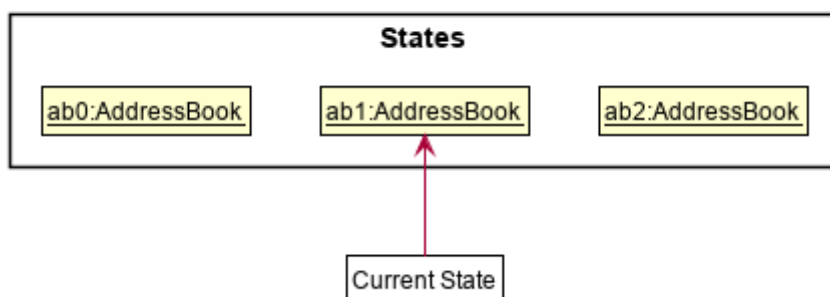 States
ab0:AddressBook
ab1:AddressBook
ab2:AddressBook
Current State